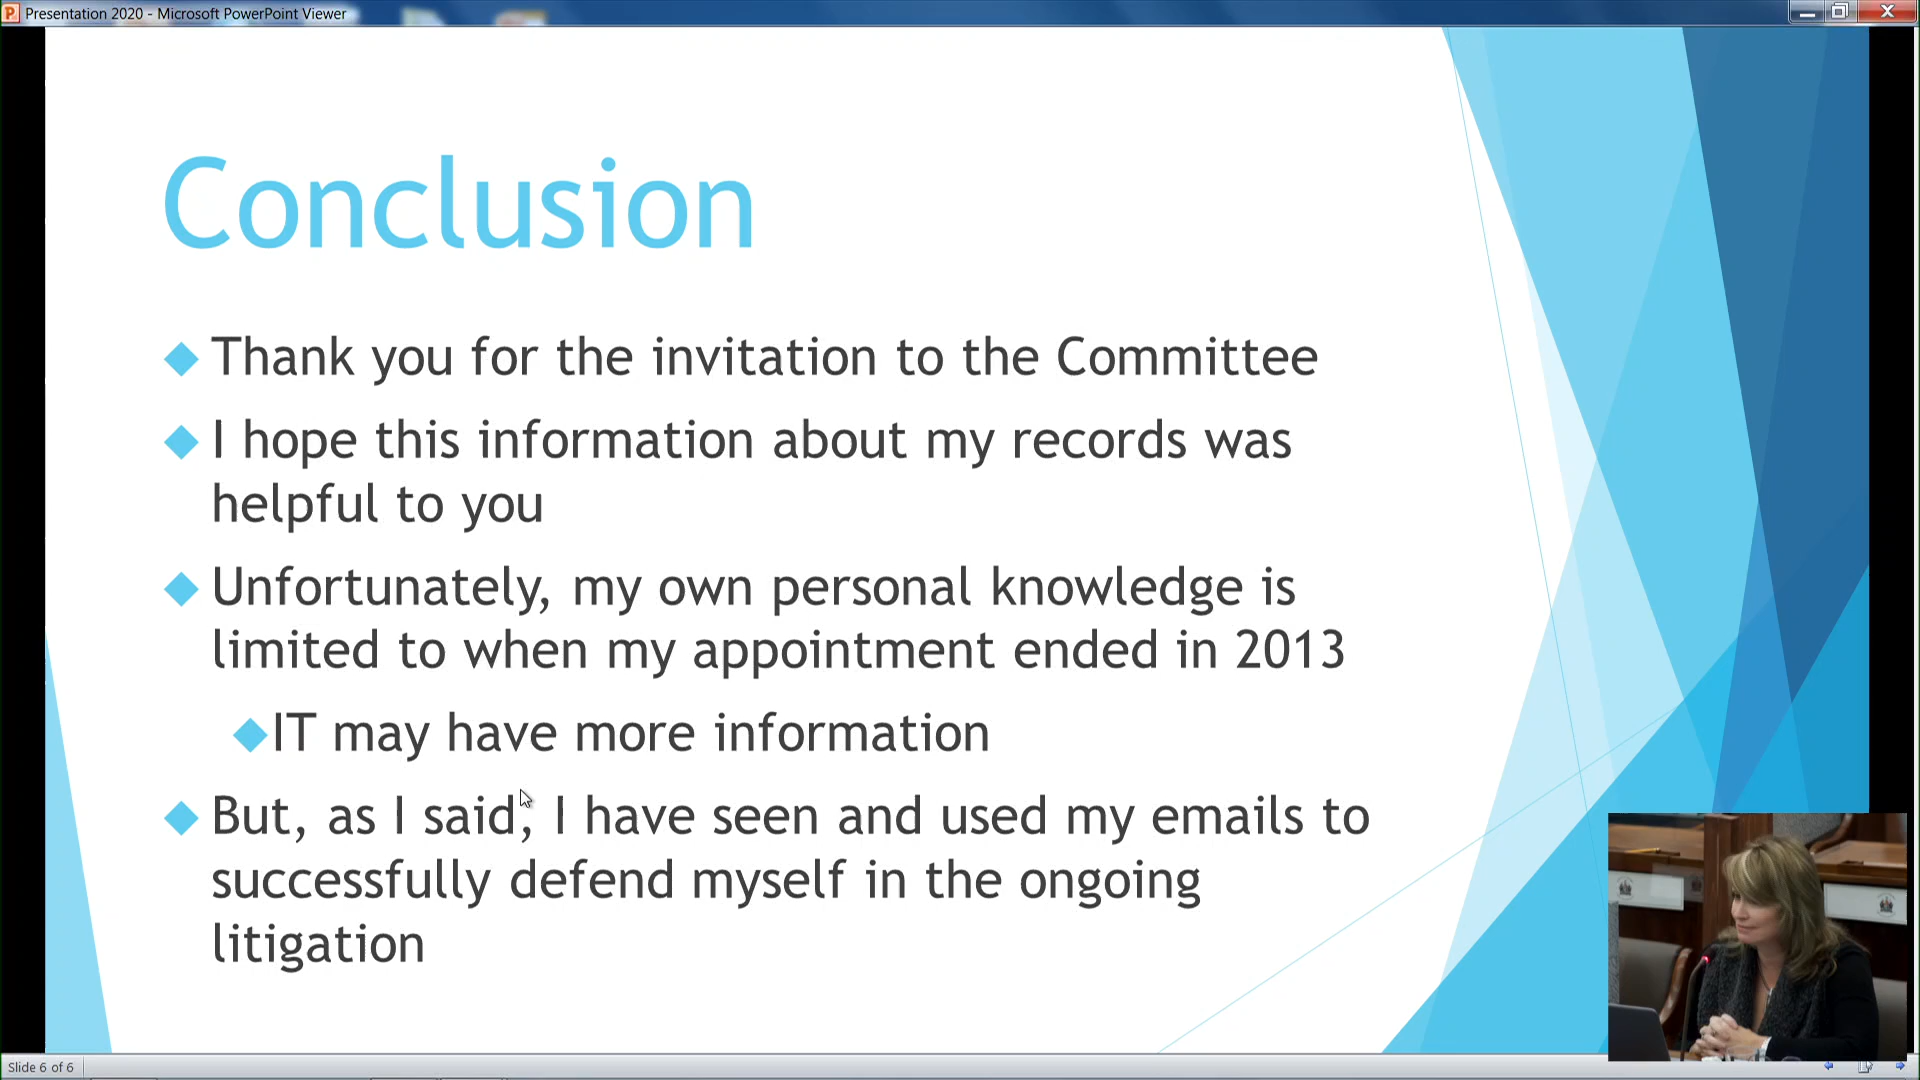 Presentation 2020 - Microsoft PowerPoint Viewer
Conclusion
Thank you for the invitation to the Committee
I hope this information about my records was
helpful to you
Unfortunately, my own personal knowledge is
limited to when my appointment ended in 2013
IT may have more information
But, as I said, I have seen and used my emails to
successfully defend myself in the ongoing
litigation
Slide 6 of 6